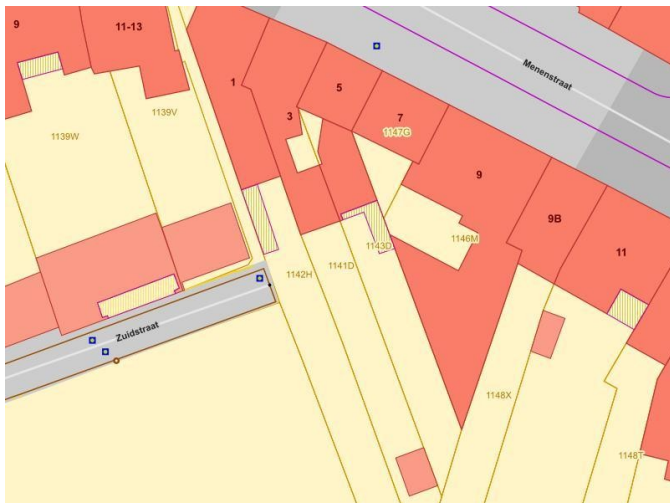 9
11-13
1
3
5
7
1147G
9
9B
11
Menenstraat
1139W
1139V
1142H
1141D
1143D
1146M
1148X
1148T
Zuidstraat